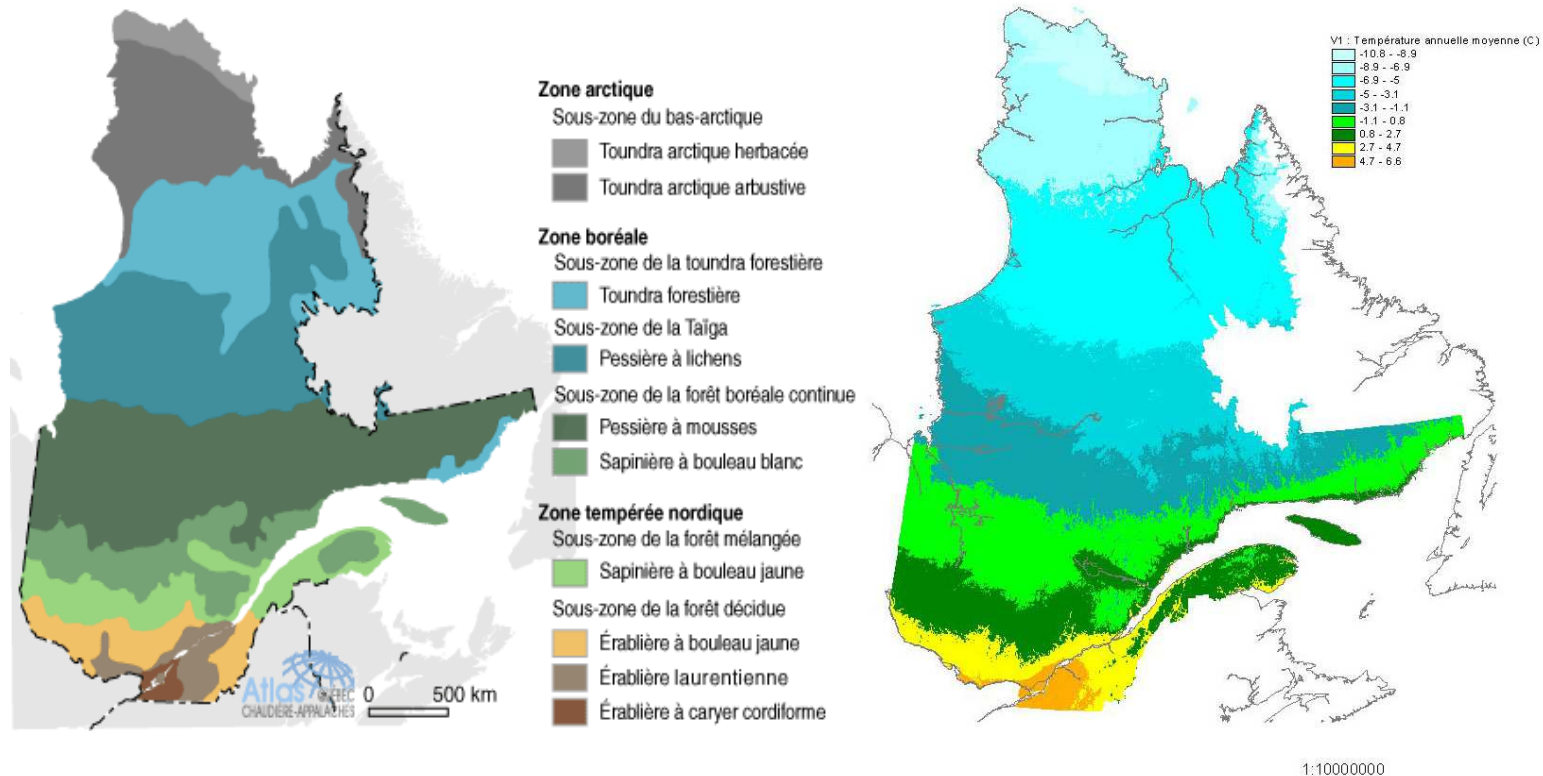 Zone arctique
Sous-zone du bas-arctique
Toundra arctique herbacée
Toundra arctique arbustive
Zone boréale
Sous-zone de la toundra forestière
Toundra forestière
Sous-zone de la Taïga
Pessière à lichens
Sous-zone de la forêt boréale continue
Pessière à mousses
Sapinière à bouleau blanc
Zone tempérée nordique
Sous-zone de la forêt mélangée
Sapinière à bouleau jaune
Sous-zone de la forêt décidue
Érablière à bouleau jaune
Érablière laurentienne
Érablière à caryer cordiforme
Atlas QUÉBEC
CHAUDIÈRE-APPALACHES
0 500 km
V1 : Température annuelle moyenne (C)
-10.8 - -8.9
-8.9 - -6.9
-6.9 - -5
-5 - -3.1
-3.1 - -1.1
-1.1 - 0.8
0.8 - 2.7
2.7 - 4.7
4.7 - 6.6
1:10000000